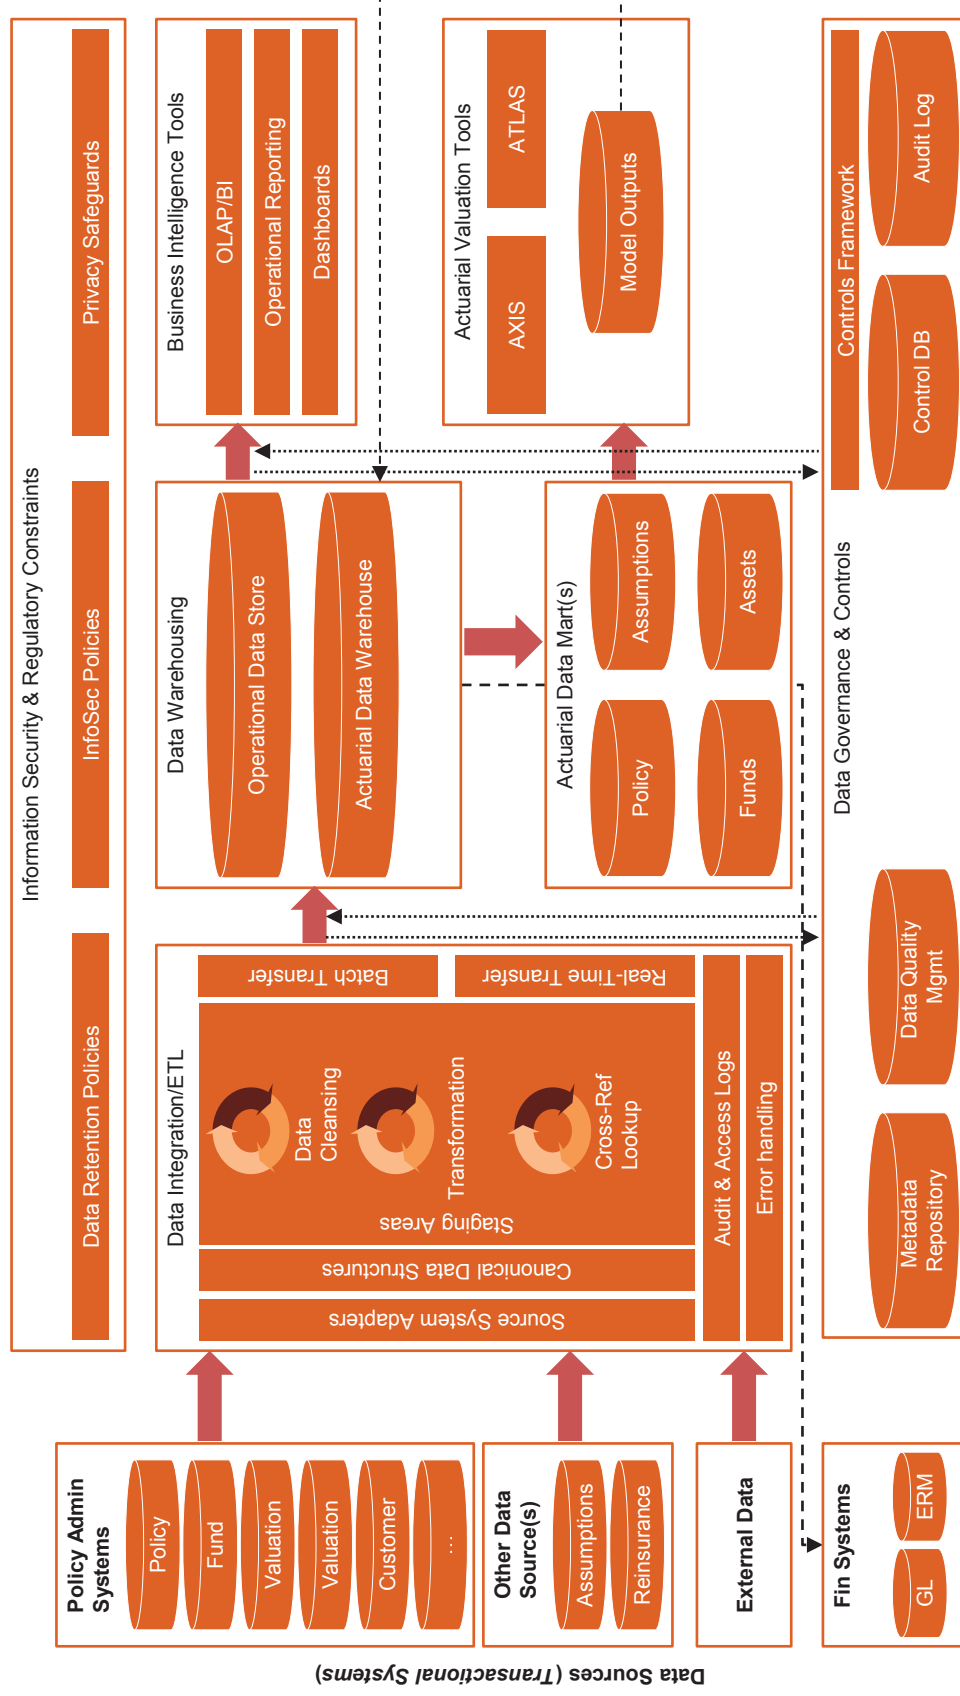 Information Security & Regulatory Constraints
Data Retention Policies
InfoSec Policies
Privacy Safeguards
Data Sources (Transactional Systems)
Policy Admin
Systems
Policy
Fund
Valuation
Valuation
Customer
...
Other Data
Source(s)
Assumptions
Reinsurance
External Data
Fin Systems
GL
ERM
Data Integration/ETL
Source System Adapters
Canonical Data Structures
Staging Areas
Data
Cleansing
Transformation
Cross-Ref
Lookup
Batch Transfer
Real-Time Transfer
Audit & Access Logs
Error handling
Data Warehousing
Operational Data Store
Actuarial Data Warehouse
Actuarial Data Mart(s)
Policy
Assumptions
Funds
Assets
Business Intelligence Tools
OLAP/BI
Operational Reporting
Dashboards
Actuarial Valuation Tools
AXIS
ATLAS
Model Outputs
Data Governance & Controls
Metadata
Repository
Data Quality
Mgmt
Controls Framework
Control DB
Audit Log